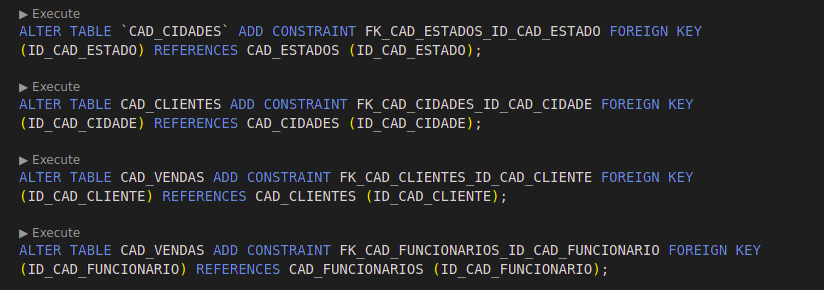 ▶ Execute
ALTER TABLE `CAD_CIDADES` ADD CONSTRAINT FK_CAD_ESTADOS_ID_CAD_ESTADO FOREIGN KEY
(ID_CAD_ESTADO) REFERENCES CAD_ESTADOS (ID_CAD_ESTADO);
▶ Execute
ALTER TABLE CAD_CLIENTES ADD CONSTRAINT FK_CAD_CIDADES_ID_CAD_CIDADE FOREIGN KEY
(ID_CAD_CIDADE) REFERENCES CAD_CIDADES (ID_CAD_CIDADE);
▶ Execute
ALTER TABLE CAD_VENDAS ADD CONSTRAINT FK_CAD_CLIENTES_ID_CAD_CLIENTE FOREIGN KEY
(ID_CAD_CLIENTE) REFERENCES CAD_CLIENTES (ID_CAD_CLIENTE);
▶ Execute
ALTER TABLE CAD_VENDAS ADD CONSTRAINT FK_CAD_FUNCIONARIOS_ID_CAD_FUNCIONARIO FOREIGN KEY
(ID_CAD_FUNCIONARIO) REFERENCES CAD_FUNCIONARIOS (ID_CAD_FUNCIONARIO);